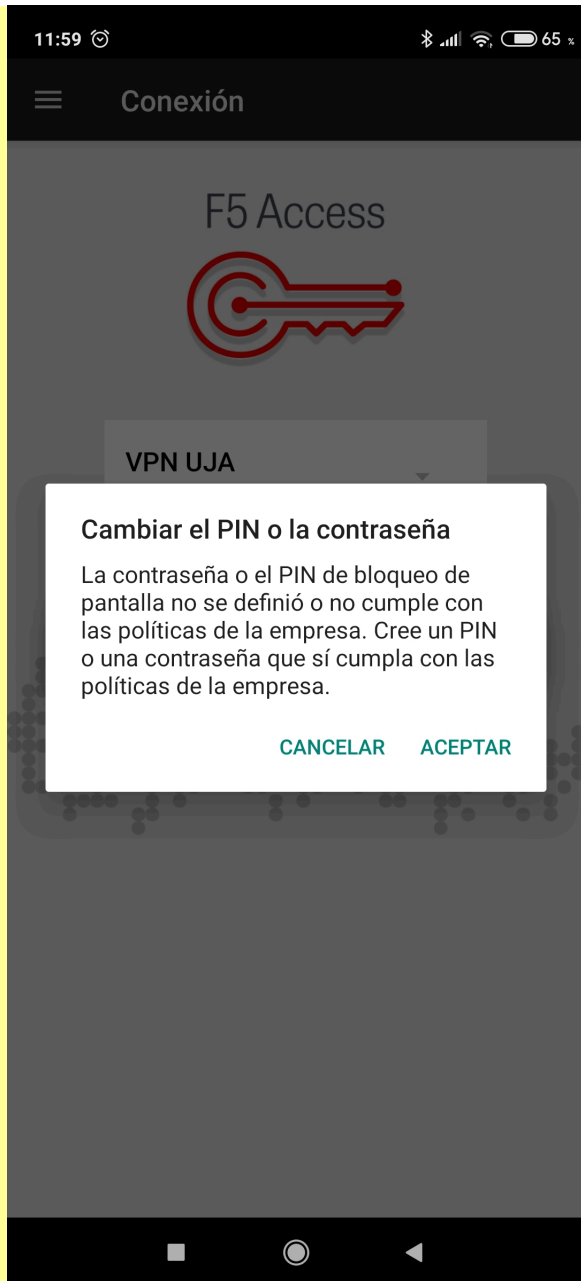 11:59 65 %
Conexión
F5 Access
VPN UJA
Cambiar el PIN o la contraseña
La contraseña o el PIN de bloqueo de
pantalla no se definió o no cumple con
las políticas de la empresa. Cree un PIN
o una contraseña que sí cumpla con las
políticas de la empresa.
CANCELAR ACEPTAR